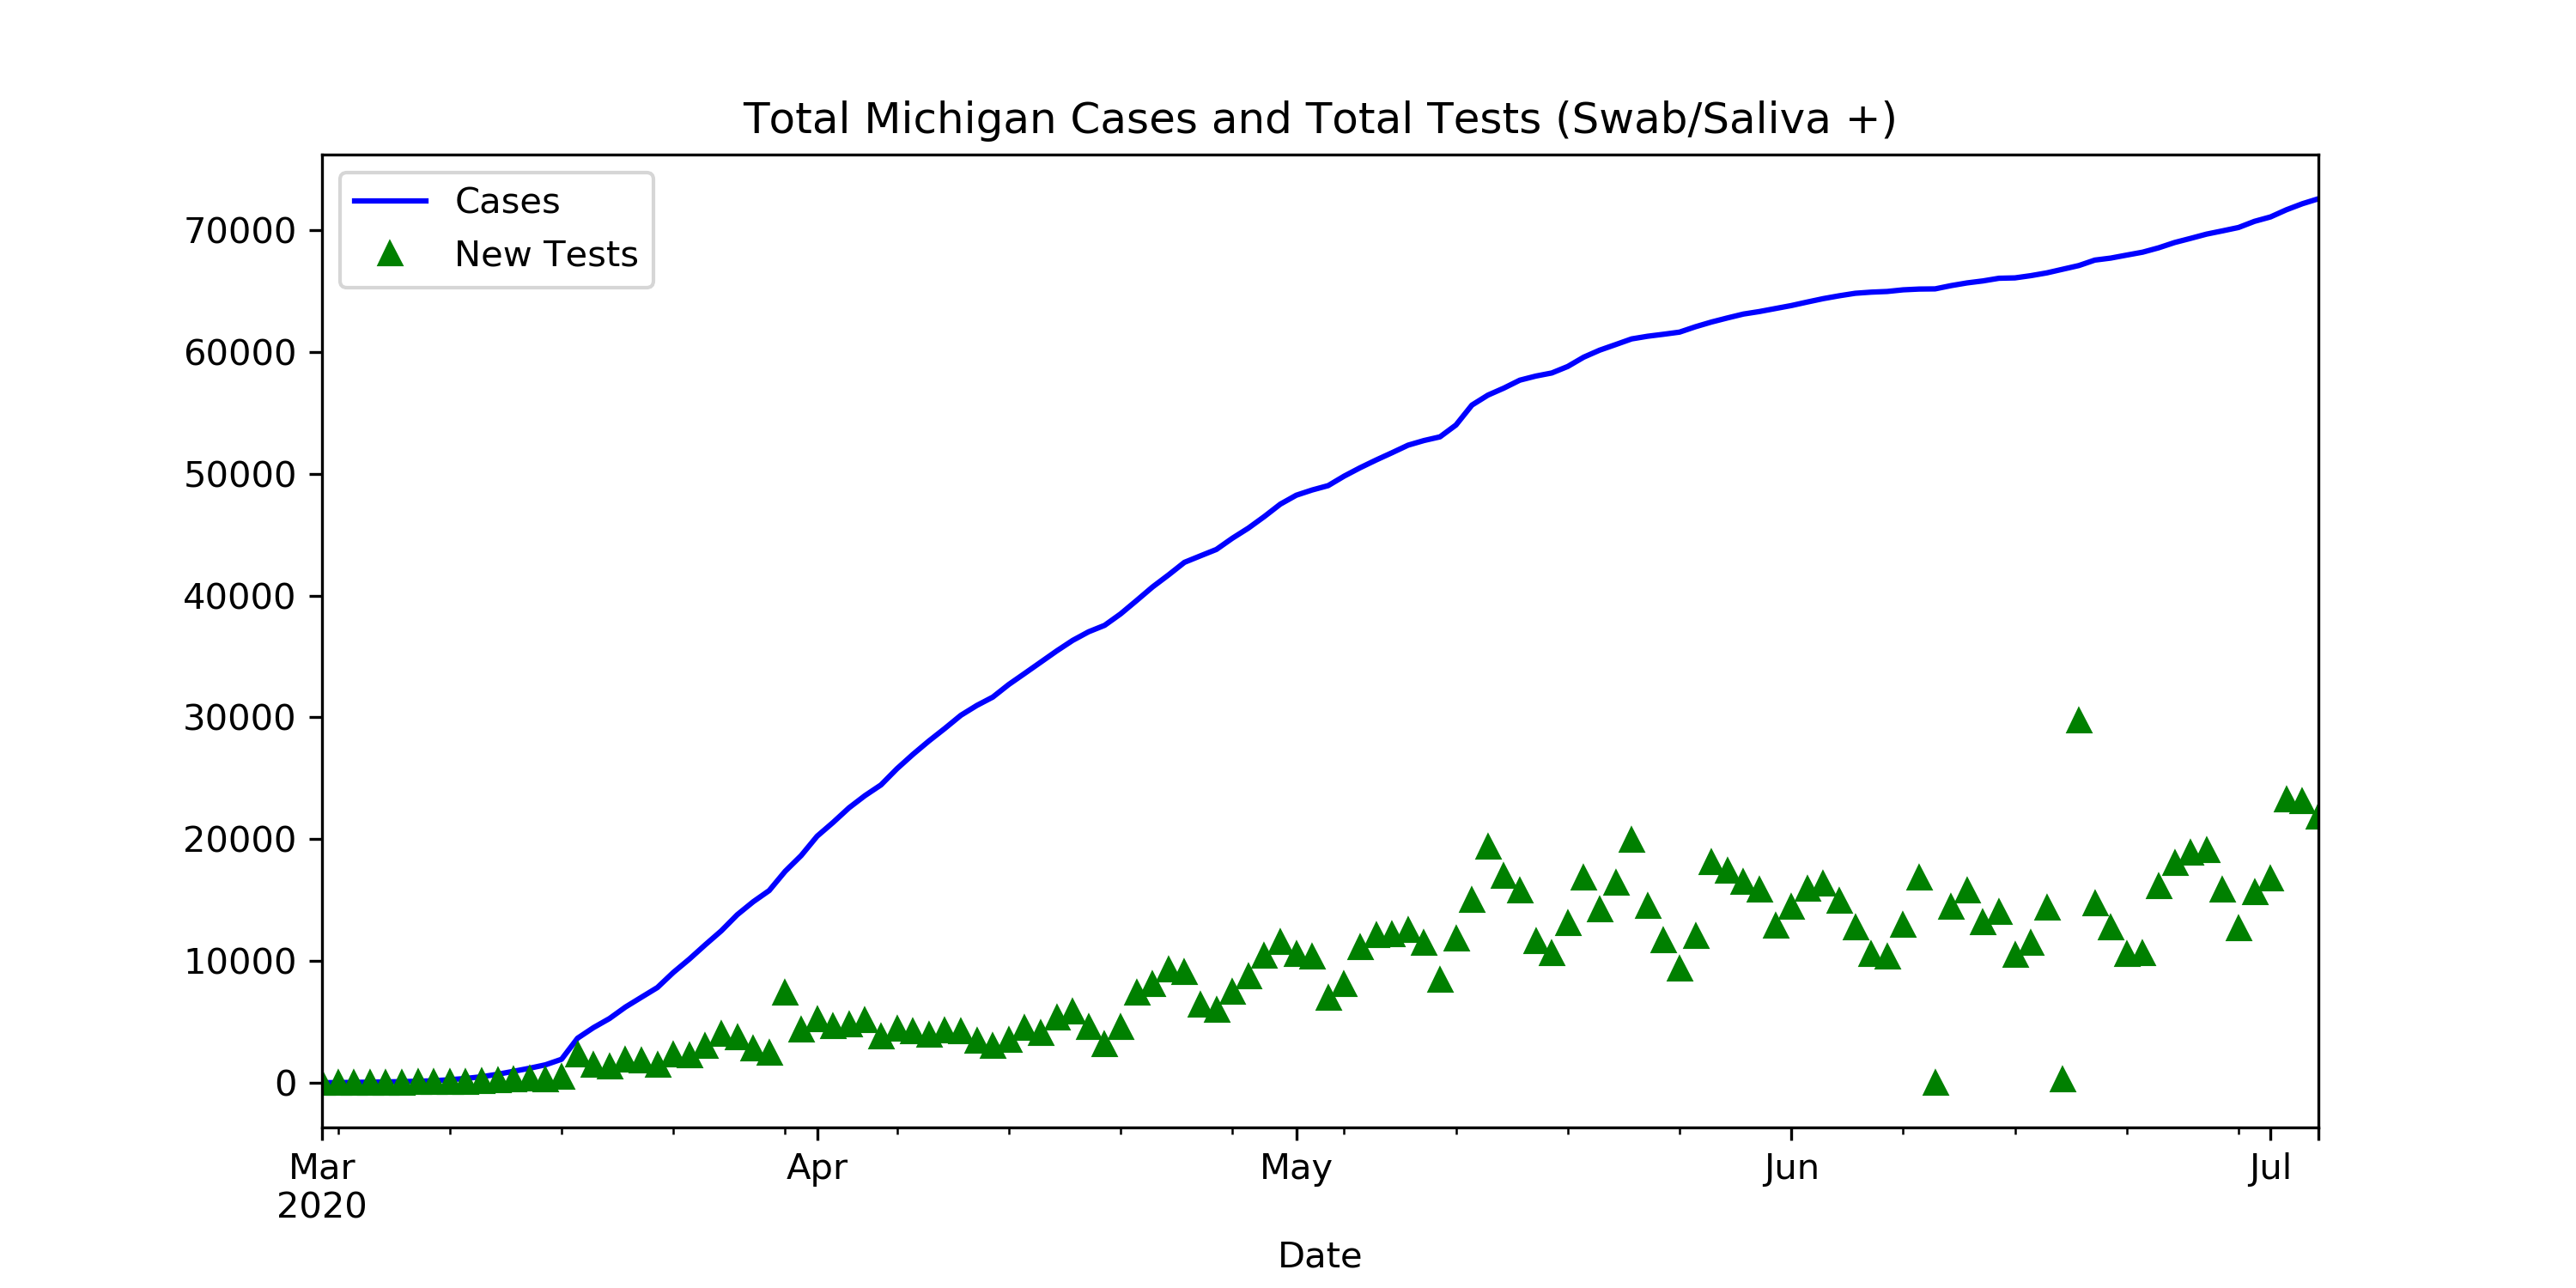 Total Michigan Cases and Total Tests (Swab/Saliva +)
Cases
New Tests
70000
60000
50000
40000
30000
20000
10000
0
Mar Apr May Jun Jul
2020
Date